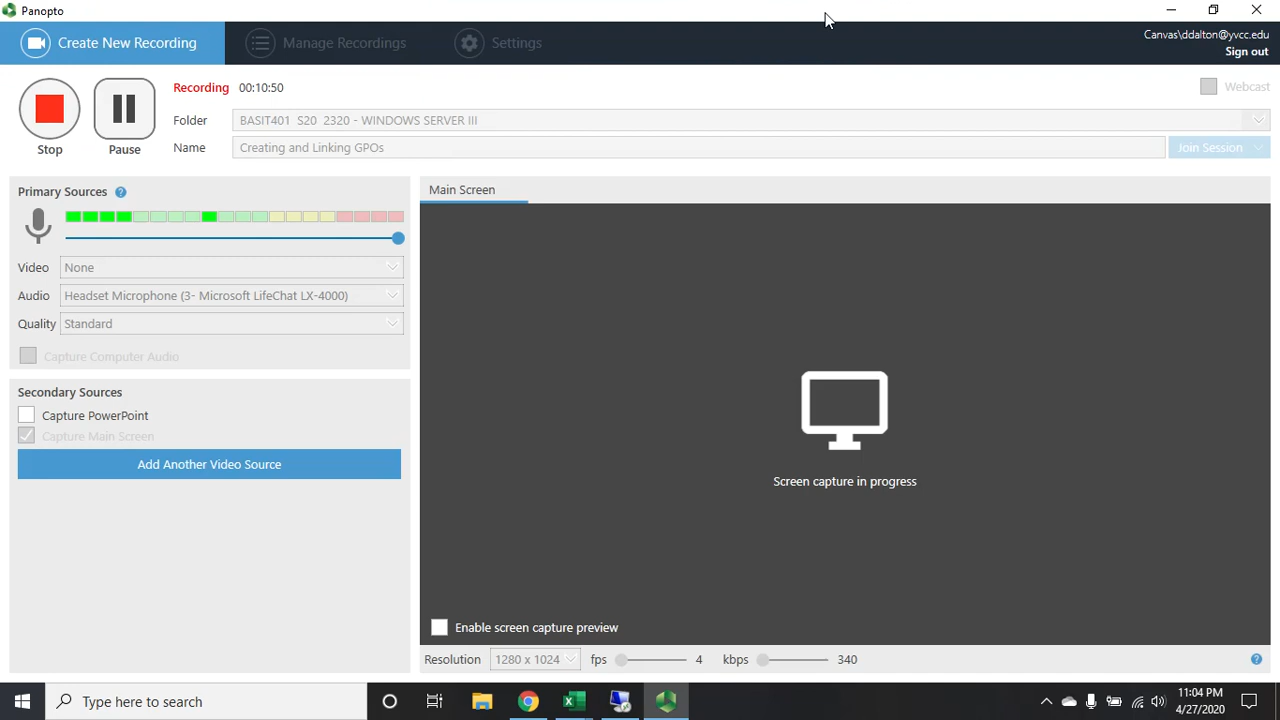 Panopto
Create New Recording
Manage Recordings
Settings
Canvas\ddalton@yvcc.edu
Sign out
Recording 00:10:50
Webcast
Folder BASIT401 S20 2320 - WINDOWS SERVER III
Stop
Pause
Name Creating and Linking GPOs
Join Session
Primary Sources ?
Main Screen
Video None
Audio Headset Microphone (3- Microsoft LifeChat LX-4000)
Quality Standard
Capture Computer Audio
Secondary Sources
Capture PowerPoint
Capture Main Screen
Add Another Video Source
Screen capture in progress
Enable screen capture preview
Resolution 1280 x 1024 fps 4 kbps 340 ?
Type here to search
11:04 PM
4/27/2020